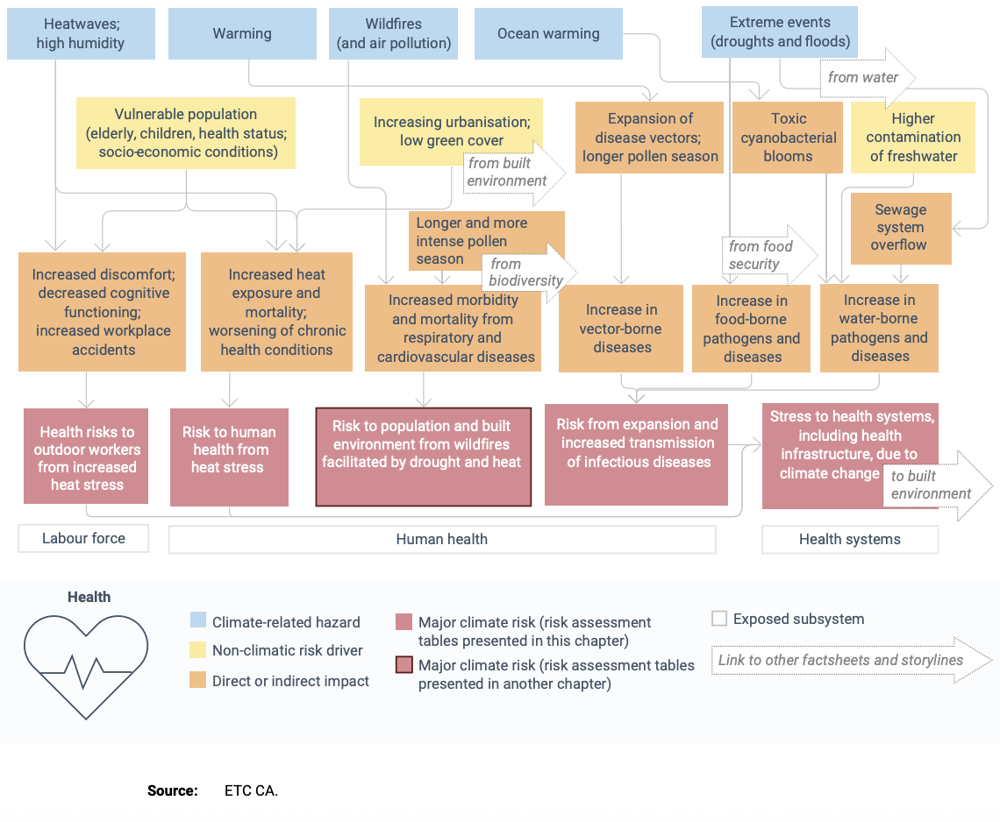 Heatwaves;
high humidity
Warming
Wildfires
(and air pollution)
Ocean warming
Extreme events
(droughts and floods)
from water
Vulnerable population
(elderly, children, health status;
socio-economic conditions)
Increasing urbanisation;
low green cover
from built
environment
Expansion of
disease vectors;
longer pollen season
Toxic
cyanobacterial
blooms
Higher
contamination
of freshwater
Sewage
system
overflow
Longer and more
intense pollen
season
from
biodiversity
from food
security
Increased discomfort;
decreased cognitive
functioning;
increased workplace
accidents
Increased heat
exposure and
mortality;
worsening of chronic
health conditions
Increased morbidity
and mortality from
respiratory and
cardiovascular diseases
Increase in
vector-borne
diseases
Increase in
food-borne
pathogens and
diseases
Increase in
water-borne
pathogens and
diseases
Health risks to
outdoor workers
from increased
heat stress
Risk to human
health from
heat stress
Risk to population and built
environment from wildfires
facilitated by drought and heat
Risk from expansion and
increased transmission
of infectious diseases
Stress to health systems,
including health
infrastructure, due to
climate change
to built
environment
Labour force
Human health
Health systems
Health
Climate-related hazard
Non-climatic risk driver
Direct or indirect impact
Major climate risk (risk assessment
tables presented in this chapter)
Major climate risk (risk assessment tables
presented in another chapter)
Exposed subsystem
Link to other factsheets and storylines
Source: ETC CA.